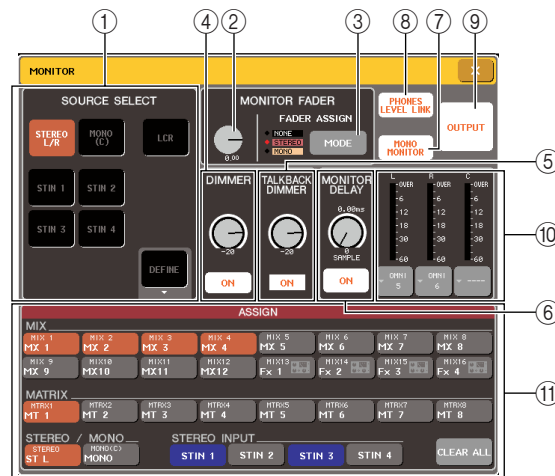 ① ④ ② ③ ⑧ ⑦ ⑨
MONITOR
×
SOURCE SELECT
STEREO L/R
MONO (C)
LCR
STIN 1
STIN 2
STIN 3
STIN 4
DEFINE
MONITOR FADER
FADER ASSIGN
0.00
NONE
STEREO
MONO
MODE
PHONES LEVEL LINK
MONO MONITOR
OUTPUT
⑤
DIMMER
-20
ON
TALKBACK DIMMER
-20
ON
MONITOR DELAY
0.00ms
0
SAMPLE
ON
L R C
OVER OVER OVER
-6 -6 -6
-12 -12 -12
-18 -18 -18
-30 -30 -30
-60 -60 -60
OMNI 5
OMNI 6
----
⑩
⑥
ASSIGN
MIX
MIX 1 MIX 2 MIX 3 MIX 4 MIX 5 MIX 6 MIX 7 MIX 8
MX 1 MX 2 MX 3 MX 4 MX 5 MX 6 MX 7 MX 8
MIX 9 MIX10 MIX11 MIX12 MIX13 MIX14 MIX15 MIX16
MX 9 MX10 MX11 MX12 Fx 1 Fx 2 Fx 3 Fx 4
⑪
MATRIX
MTRX1 MTRX2 MTRX3 MTRX4 MTRX5 MTRX6 MTRX7 MTRX8
MT 1 MT 2 MT 3 MT 4 MT 5 MT 6 MT 7 MT 8
STEREO / MONO
STEREO MONO(C)
ST L MONO
STEREO INPUT
STIN 1 STIN 2 STIN 3 STIN 4
CLEAR ALL